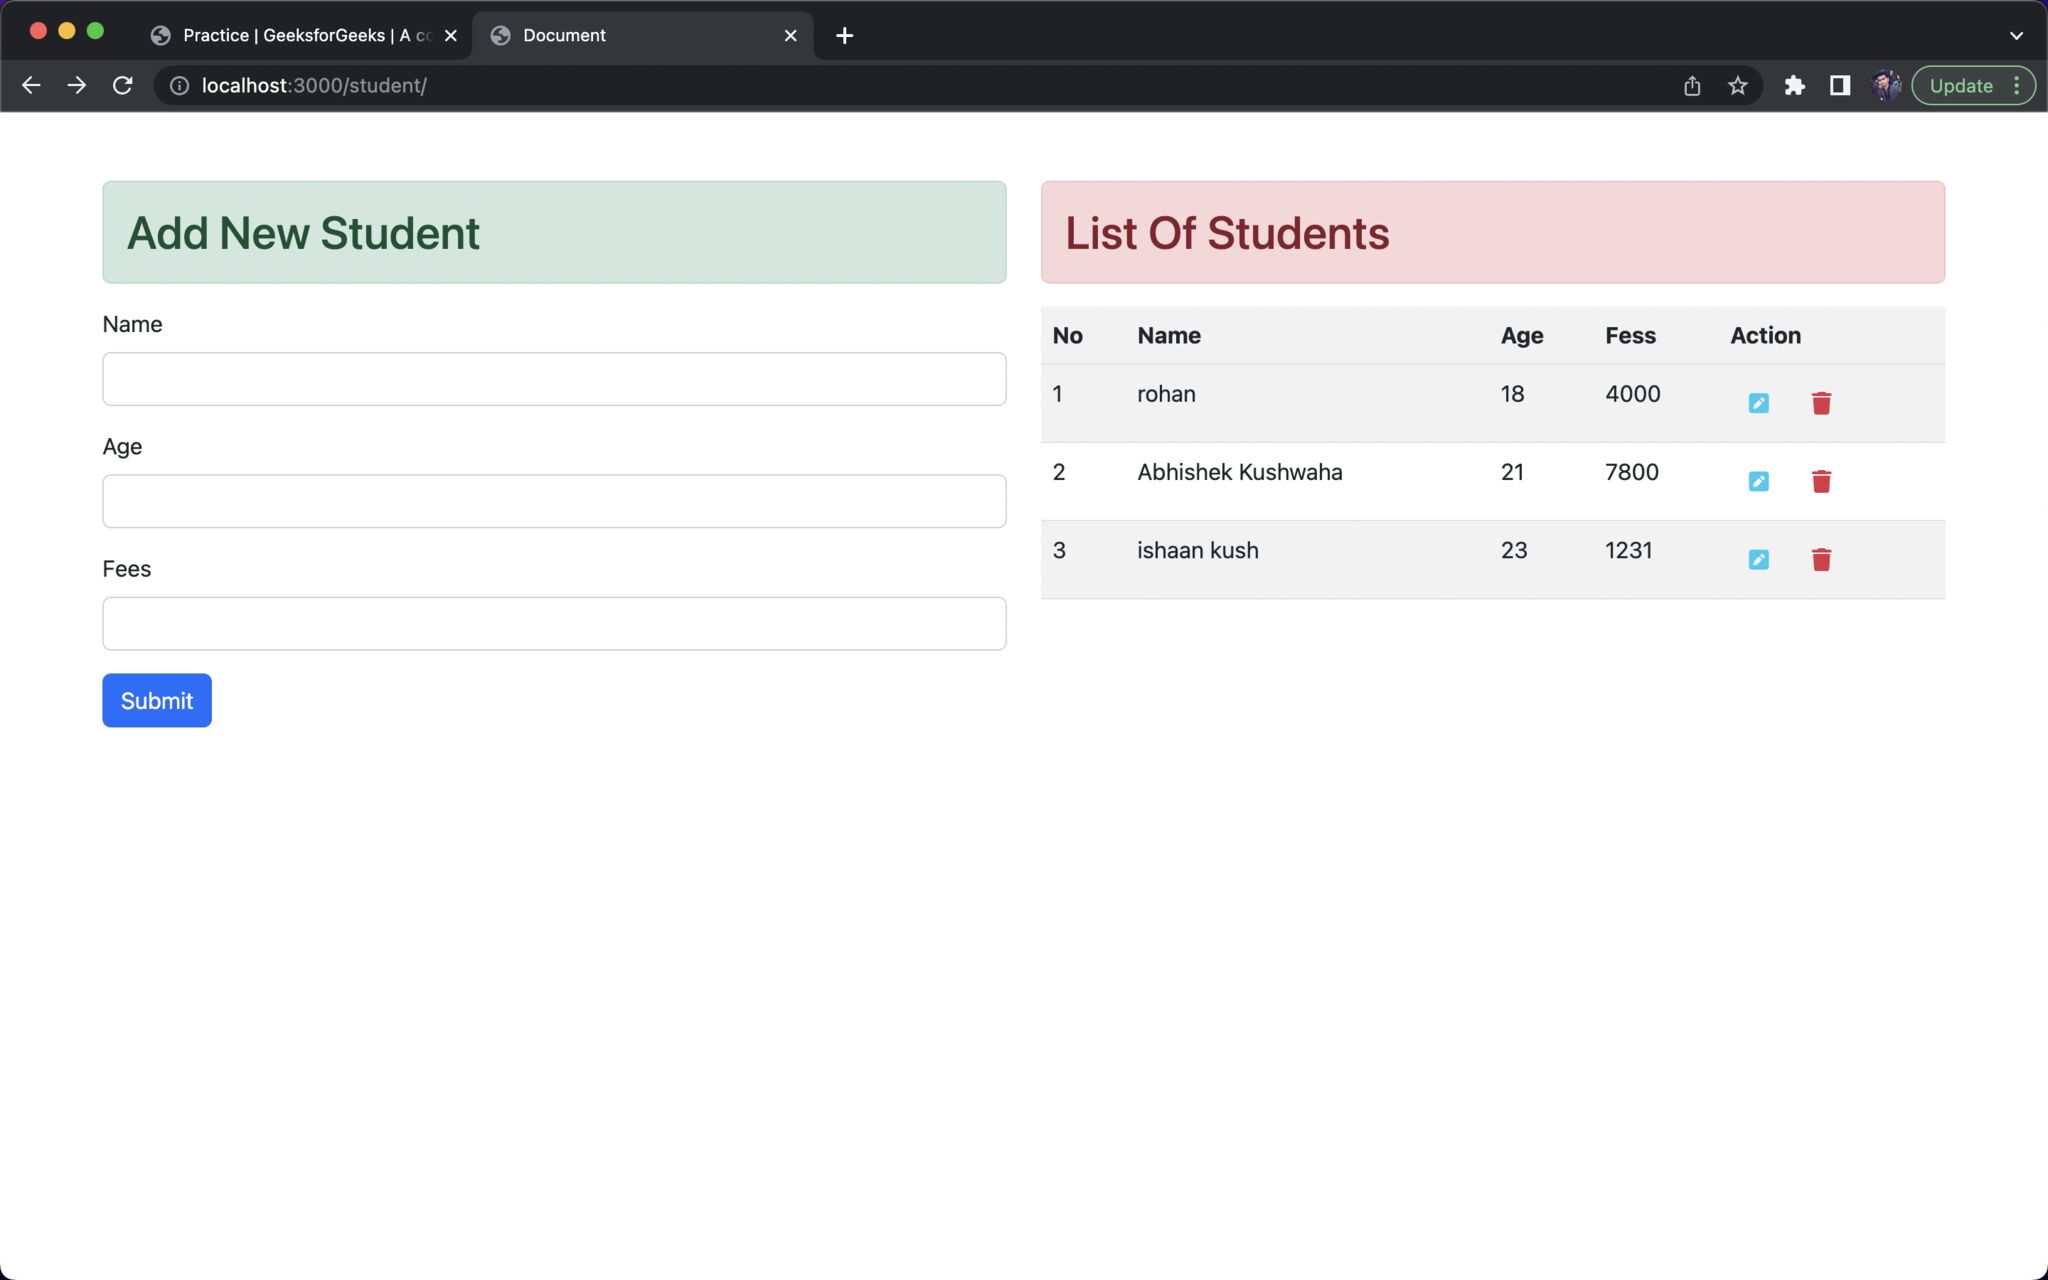 Practice | GeeksforGeeks | A co
Document
localhost:3000/student/
Update
Add New Student
Name
Age
Fees
Submit
List Of Students
No Name Age Fess Action
1 rohan 18 4000
2 Abhishek Kushwaha 21 7800
3 ishaan kush 23 1231